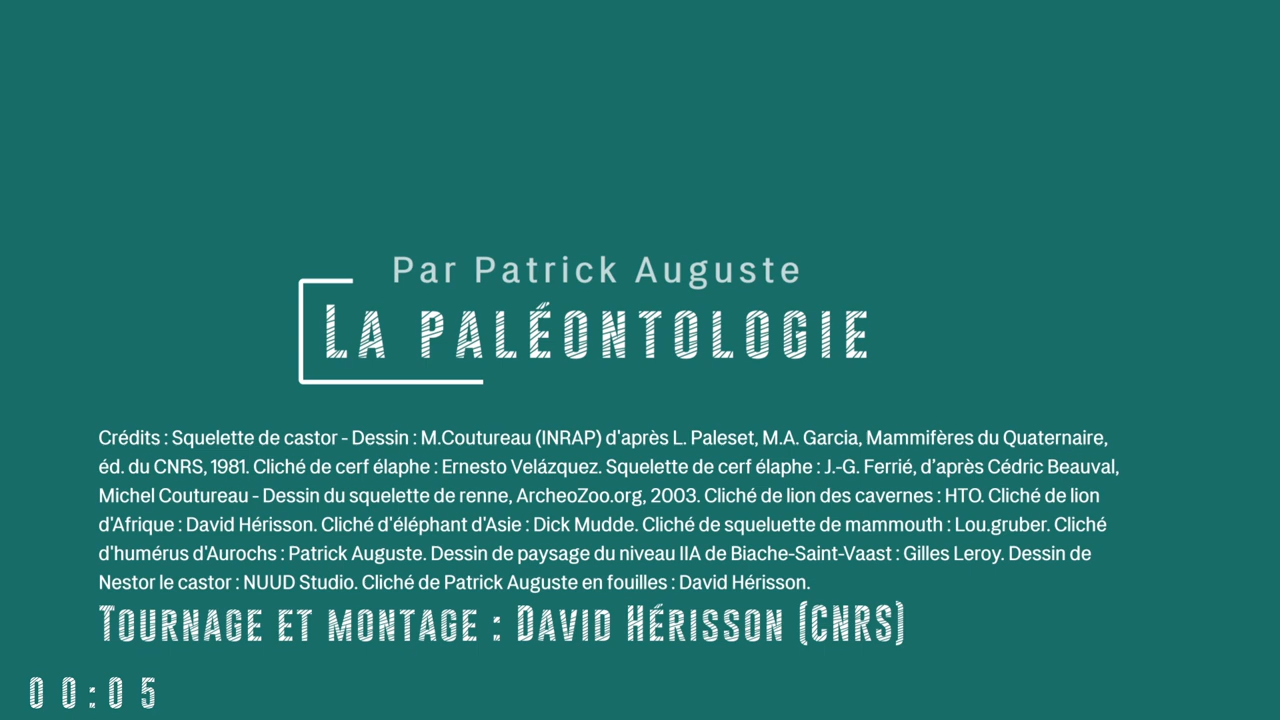 Par Patrick Auguste
La paléontologie
Crédits : Squelette de castor - Dessin : M.Coutureau (INRAP) d'après L. Paleset, M.A. Garcia, Mammifères du Quaternaire,
éd. du CNRS, 1981. Cliché de cerf élaphe : Ernesto Velázquez. Squelette de cerf élaphe : J.-G. Ferrié, d'après Cédric Beauval,
Michel Coutureau - Dessin du squelette de renne, ArcheoZoo.org, 2003. Cliché de lion des cavernes : HTO. Cliché de lion
d'Afrique : David Hérisson. Cliché d'éléphant d'Asie : Dick Mudde. Cliché de squeluette de mammouth : Lou.gruber. Cliché
d'humérus d'Aurochs : Patrick Auguste. Dessin de paysage du niveau IIA de Biache-Saint-Vaast : Gilles Leroy. Dessin de
Nestor le castor : NUUD Studio. Cliché de Patrick Auguste en fouilles : David Hérisson.
Tournage et montage : David Hérisson (CNRS)
00:05